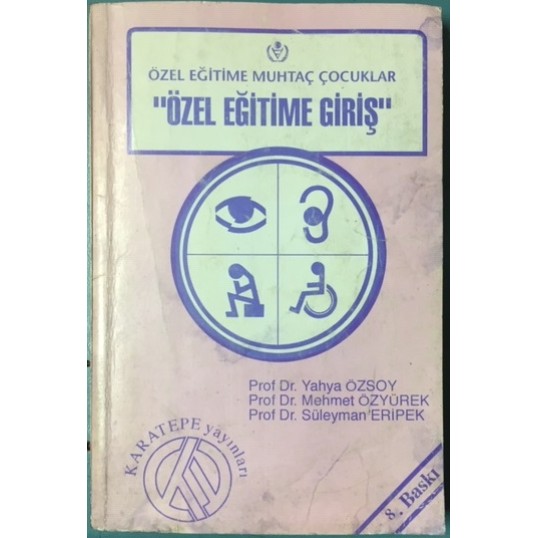 ÖZEL EĞİTİME MUHTAÇ ÇOCUKLAR
"ÖZEL EĞİTİME GİRİŞ"
Prof Dr. Yahya ÖZSOY
Prof Dr. Mehmet ÖZYÜREK
Prof Dr. Süleyman ERİPEK
KARATEPE yayınları
8. Baskı